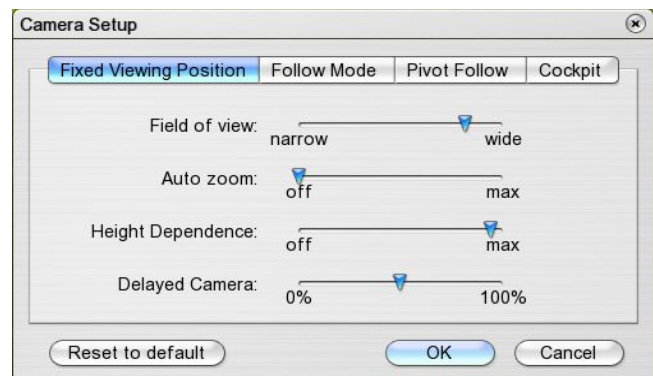 Camera Setup
Fixed Viewing Position Follow Mode Pivot Follow Cockpit
Field of view:
narrow wide
Auto zoom:
off max
Height Dependence:
off max
Delayed Camera:
0% 100%
Reset to default OK Cancel